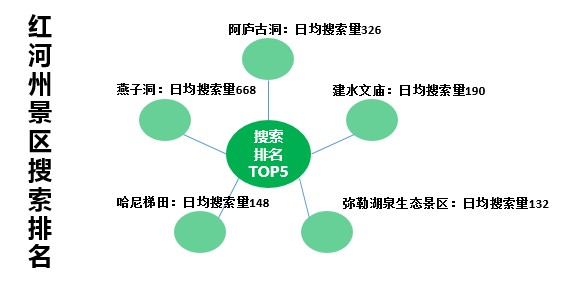 红河州景区搜索排名
阿庐古洞：日均搜索量326
燕子洞：日均搜索量668
建水文庙：日均搜索量190
搜索
排名
TOP5
哈尼梯田：日均搜索量148
弥勒湖泉生态景区：日均搜索量132